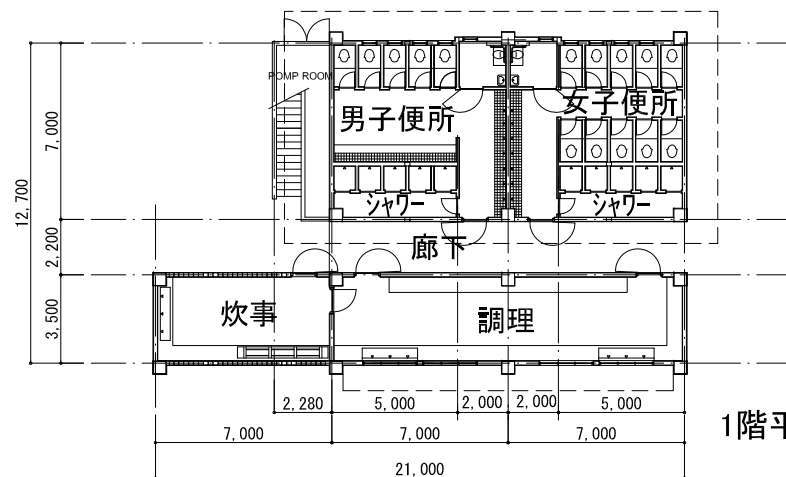 POMP ROOM
男子便所
女子便所
シャワー
シャワー
廊下
炊事
調理
7,000
2,200
3,500
12,700
2,280
5,000
2,000
2,000
5,000
7,000
7,000
7,000
21,000
1階平